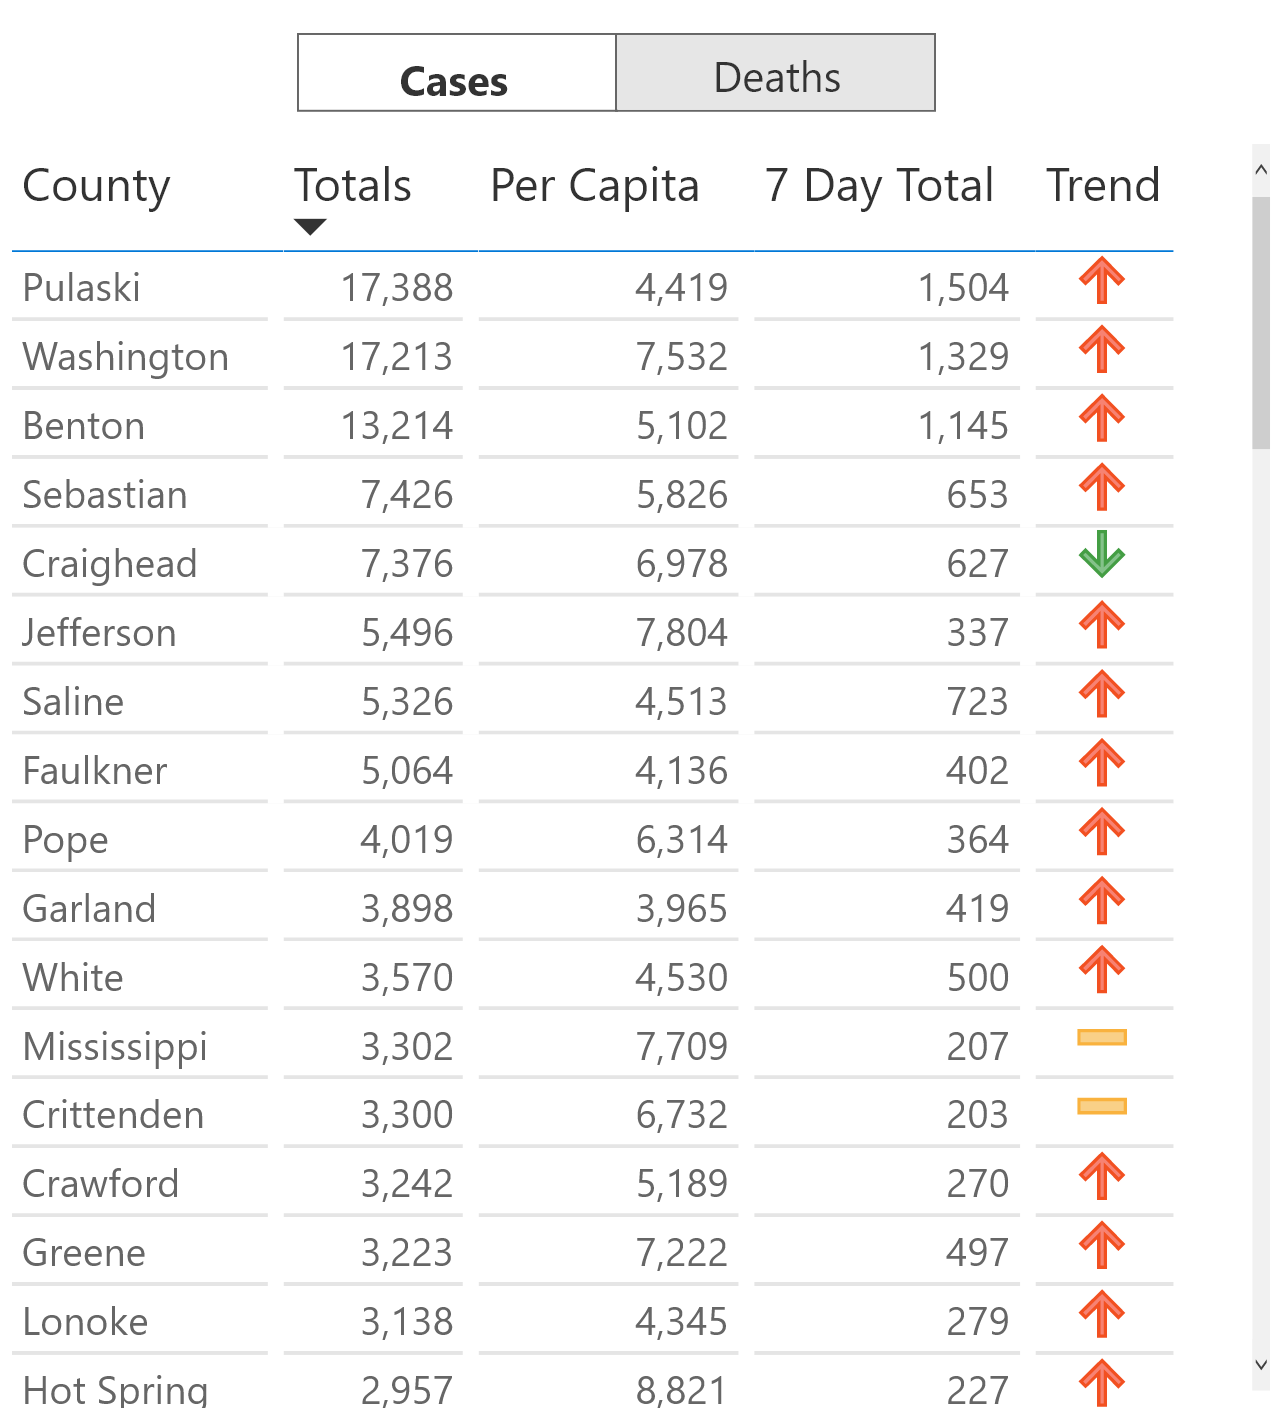 Cases Deaths
County Totals Per Capita 7 Day Total Trend
Pulaski 17,388 4,419 1,504
Washington 17,213 7,532 1,329
Benton 13,214 5,102 1,145
Sebastian 7,426 5,826 653
Craighead 7,376 6,978 627
Jefferson 5,496 7,804 337
Saline 5,326 4,513 723
Faulkner 5,064 4,136 402
Pope 4,019 6,314 364
Garland 3,898 3,965 419
White 3,570 4,530 500
Mississippi 3,302 7,709 207
Crittenden 3,300 6,732 203
Crawford 3,242 5,189 270
Greene 3,223 7,222 497
Lonoke 3,138 4,345 279
Hot Spring 2,957 8,821 227